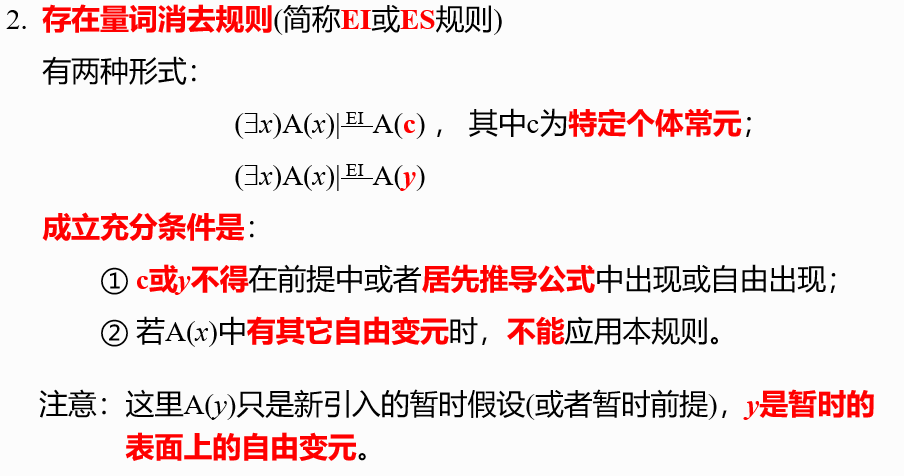 2. 存在量词消去规则(简称EI或ES规则)
有两种形式：
(∃x)A(x)|EI—A(c) ， 其中c为特定个体常元；
(∃x)A(x)|EI—A(y)
成立充分条件是：
① c或y不得在前提中或者居先推导公式中出现或自由出现；
② 若A(x)中有其它自由变元时，不能应用本规则。
注意：这里A(y)只是新引入的暂时假设(或者暂时前提)，y是暂时的
表面上的自由变元。